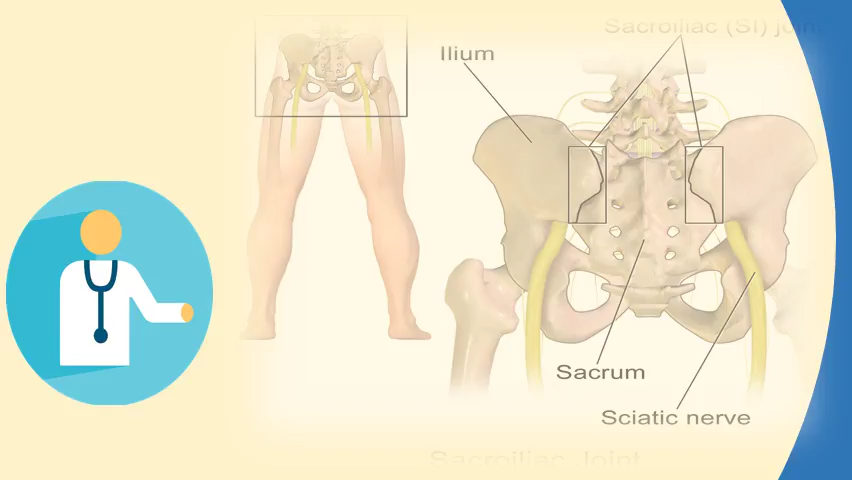 Sacroiliac (SI) joint
Ilium
Sacrum
Sciatic nerve
Sacroiliac Joint